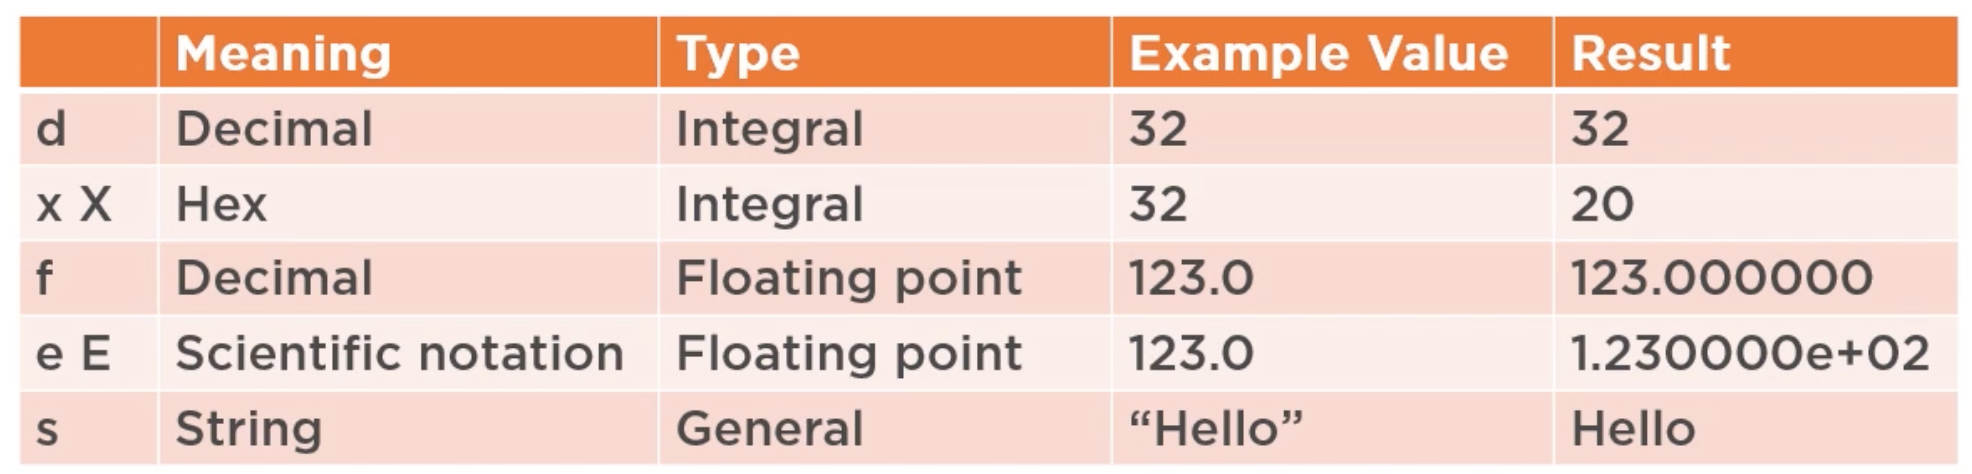 Meaning Type Example Value Result
d Decimal Integral 32 32
x X Hex Integral 32 20
f Decimal Floating point 123.0 123.000000
e E Scientific notation Floating point 123.0 1.230000e+02
s String General “Hello” Hello